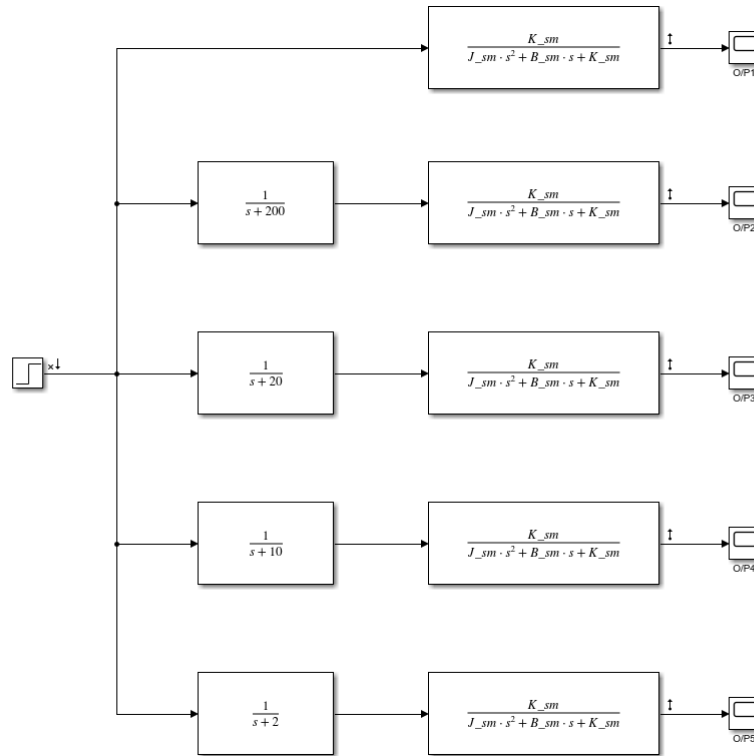 K_sm
J_sm · s² + B_sm · s + K_sm
O/P1
1
s + 200
K_sm
J_sm · s² + B_sm · s + K_sm
O/P2
1
s + 20
K_sm
J_sm · s² + B_sm · s + K_sm
O/P3
1
s + 10
K_sm
J_sm · s² + B_sm · s + K_sm
O/P4
1
s + 2
K_sm
J_sm · s² + B_sm · s + K_sm
O/P5